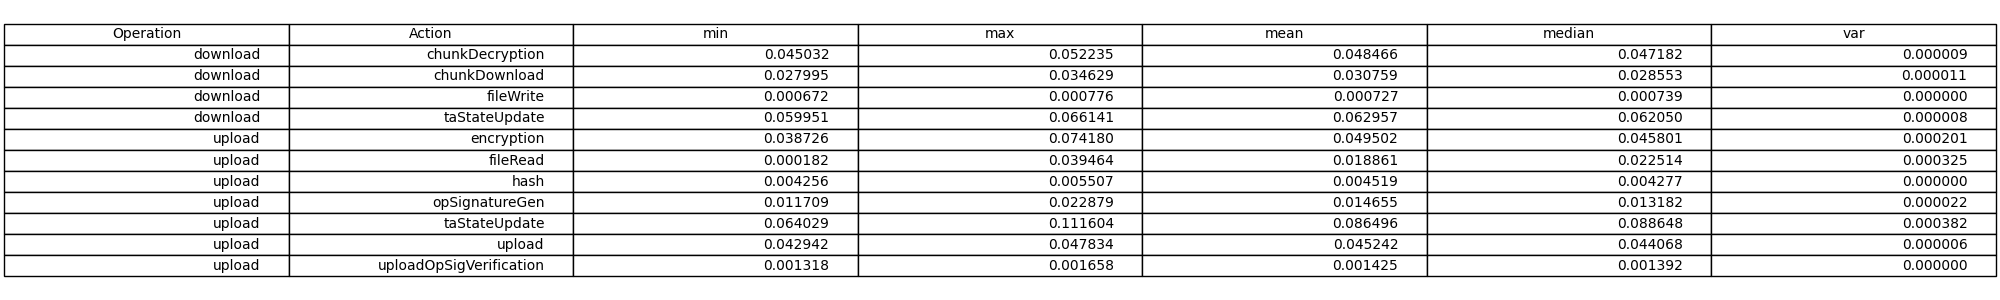 Operation Action min max mean median var
download chunkDecryption 0.045032 0.052235 0.048466 0.047182 0.000009
download chunkDownload 0.027995 0.034629 0.030759 0.028553 0.000011
download fileWrite 0.000672 0.000776 0.000727 0.000739 0.000000
download taStateUpdate 0.059951 0.066141 0.062957 0.062050 0.000008
upload encryption 0.038726 0.074180 0.049502 0.045801 0.000201
upload fileRead 0.000182 0.039464 0.018861 0.022514 0.000325
upload hash 0.004256 0.005507 0.004519 0.004277 0.000000
upload opSignatureGen 0.011709 0.022879 0.014655 0.013182 0.000022
upload taStateUpdate 0.064029 0.111604 0.086496 0.088648 0.000382
upload upload 0.042942 0.047834 0.045242 0.044068 0.000006
upload uploadOpSigVerification 0.001318 0.001658 0.001425 0.001392 0.000000